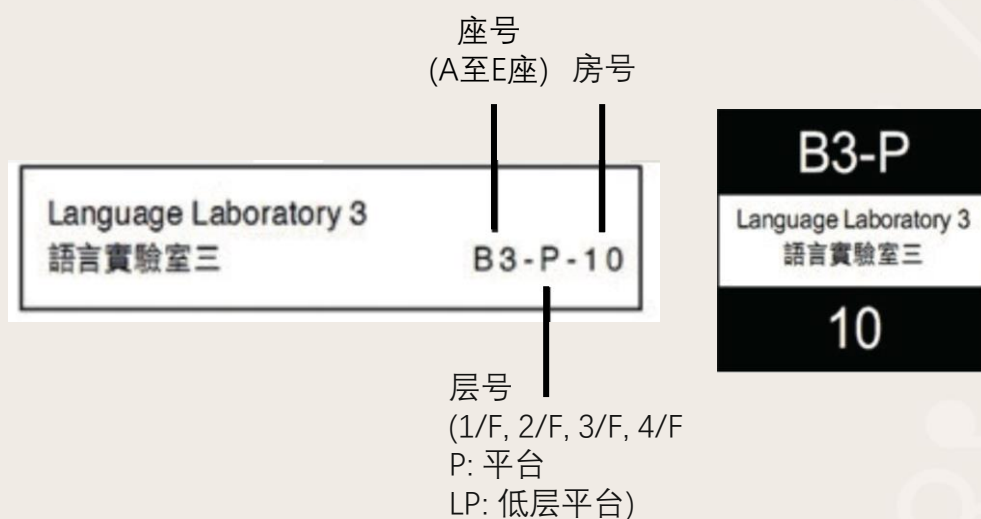 座号
(A至E座) 房号
Language Laboratory 3
語言實驗室三
B3-P-10
B3-P
Language Laboratory 3
語言實驗室三
10
层号
(1/F, 2/F, 3/F, 4/F
P: 平台
LP: 低层平台)